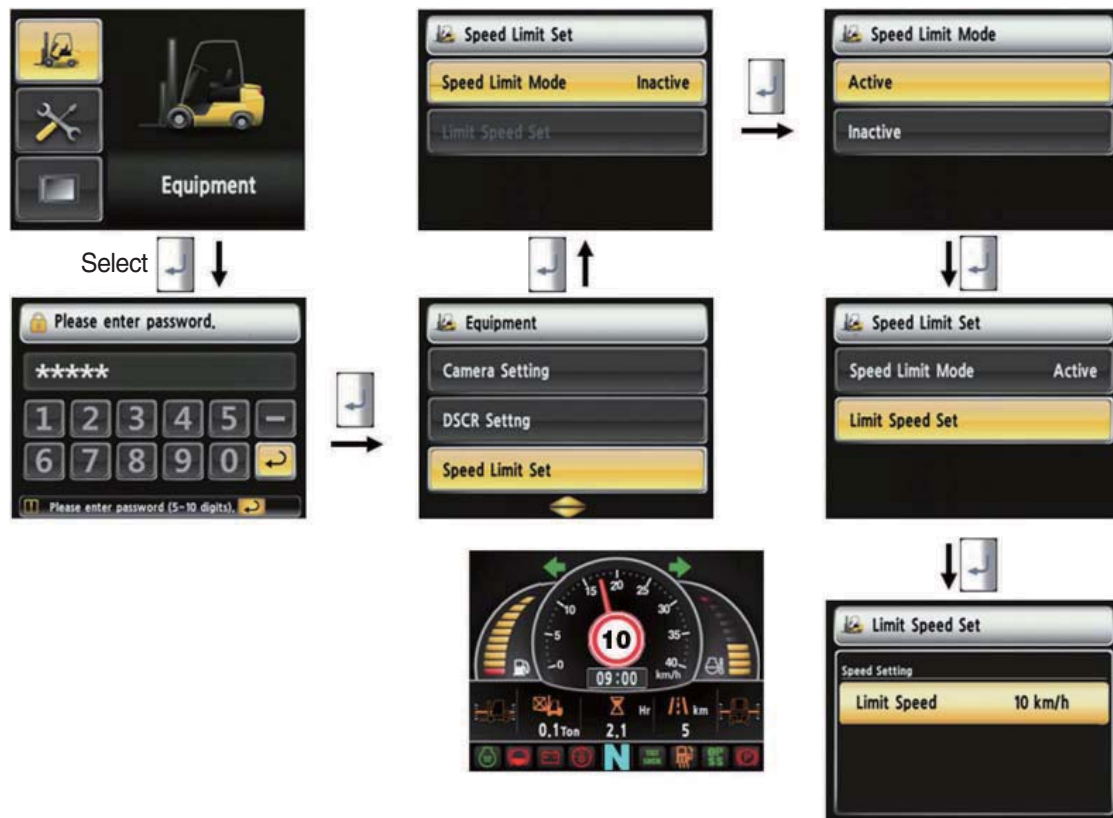 Equipment
Select
Please enter password.
*****
1 2 3 4 5 -
6 7 8 9 0
Please enter password (5-10 digits).
Equipment
Camera Setting
DSCR Settng
Speed Limit Set
Speed Limit Set
Speed Limit Mode Inactive
Limit Speed Set
Speed Limit Mode
Active
Inactive
Speed Limit Set
Speed Limit Mode Active
Limit Speed Set
Limit Speed Set
Speed Setting
Limit Speed 10 km/h
15 20 25
10 30
5 10 35
0 40
09:00 km/h
Hr km
0.1Ton 2.1 5
N OP
SS P